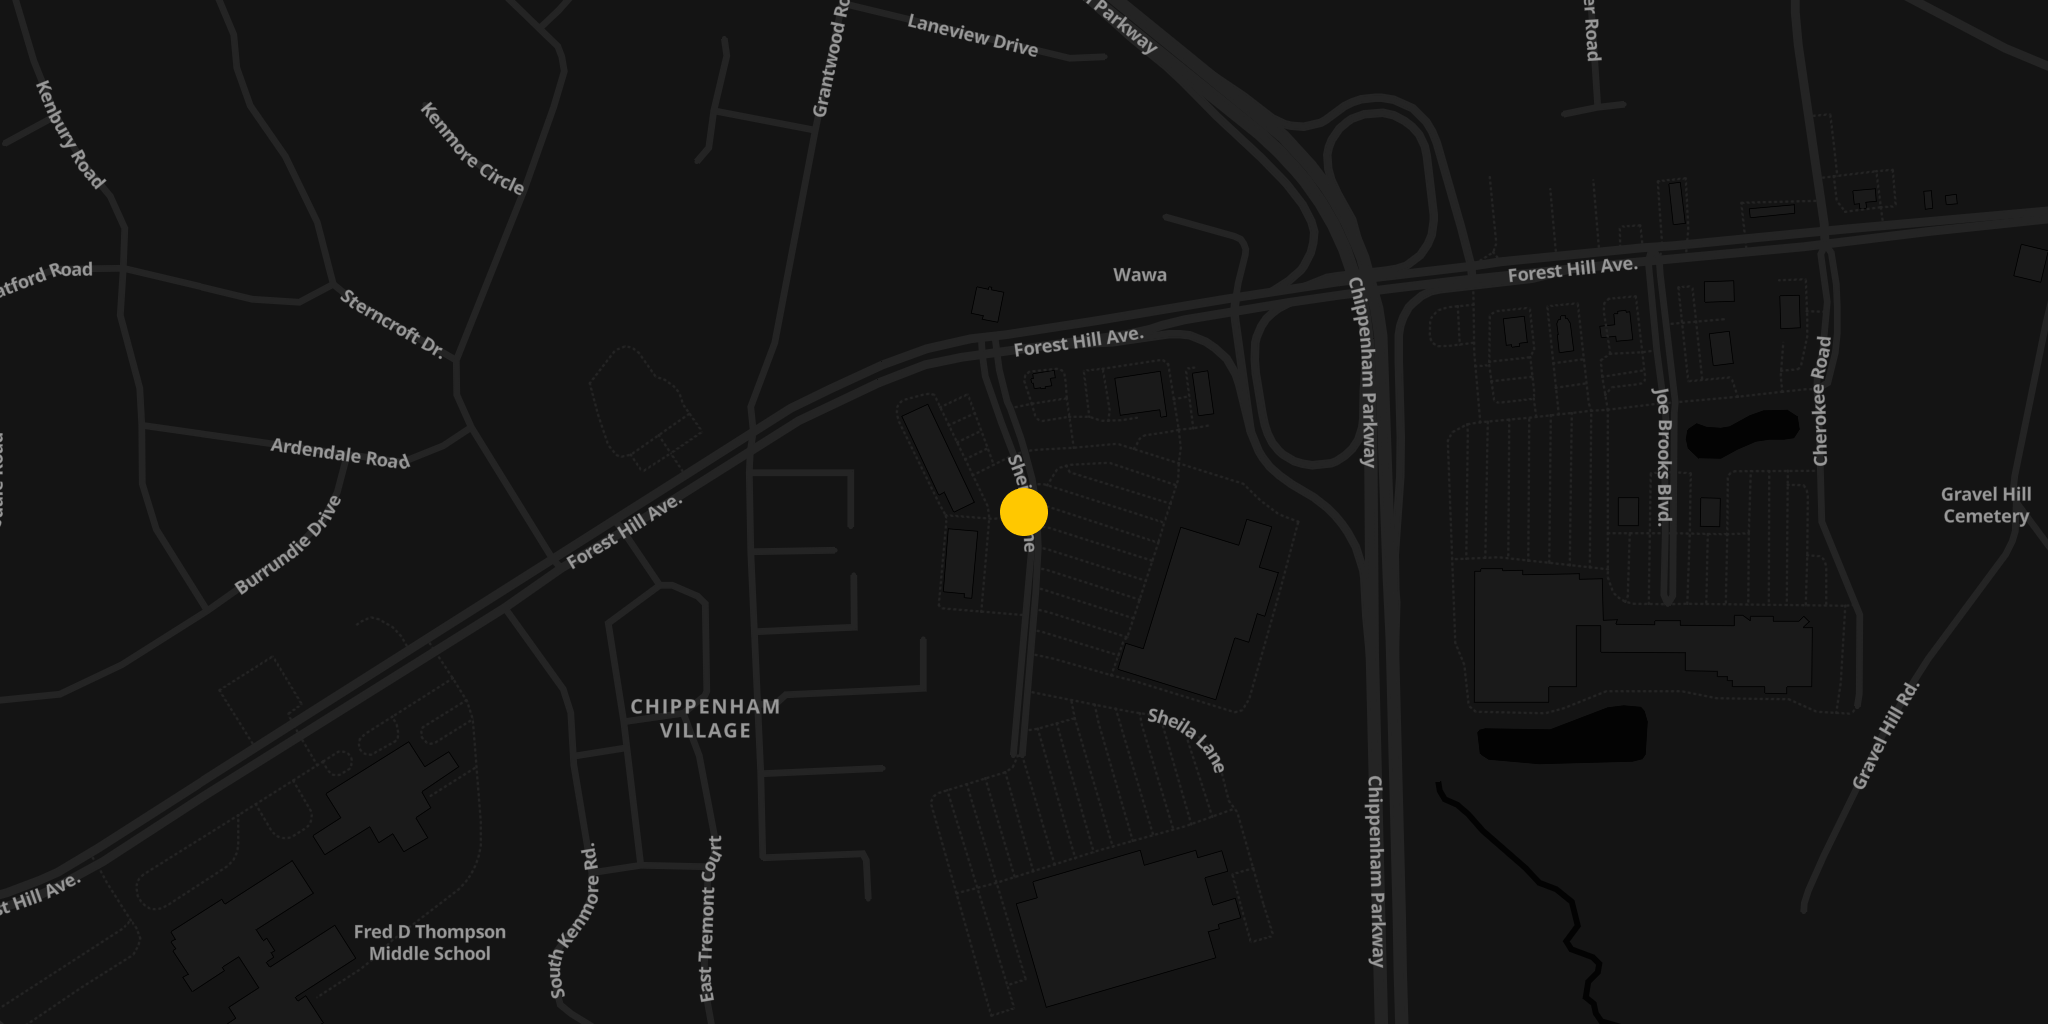 Parkway
Laneview Drive
Grantwood
Road
Kenbury Road
Kenmore Circle
Road
Sterncroft Dr.
Wawa
Forest Hill Ave.
Forest Hill Ave.
Chippenham Parkway
Cherokee Road
Joe Brooks Blvd.
Ardendale Road
Burrundie Drive
Forest Hill Ave.
Gravel Hill
Cemetery
CHIPPENHAM
VILLAGE
Sheila Lane
Gravel Hill Rd.
Chippenham Parkway
South Kenmore Rd.
East Tremont Court
Hill Ave.
Fred D Thompson
Middle School